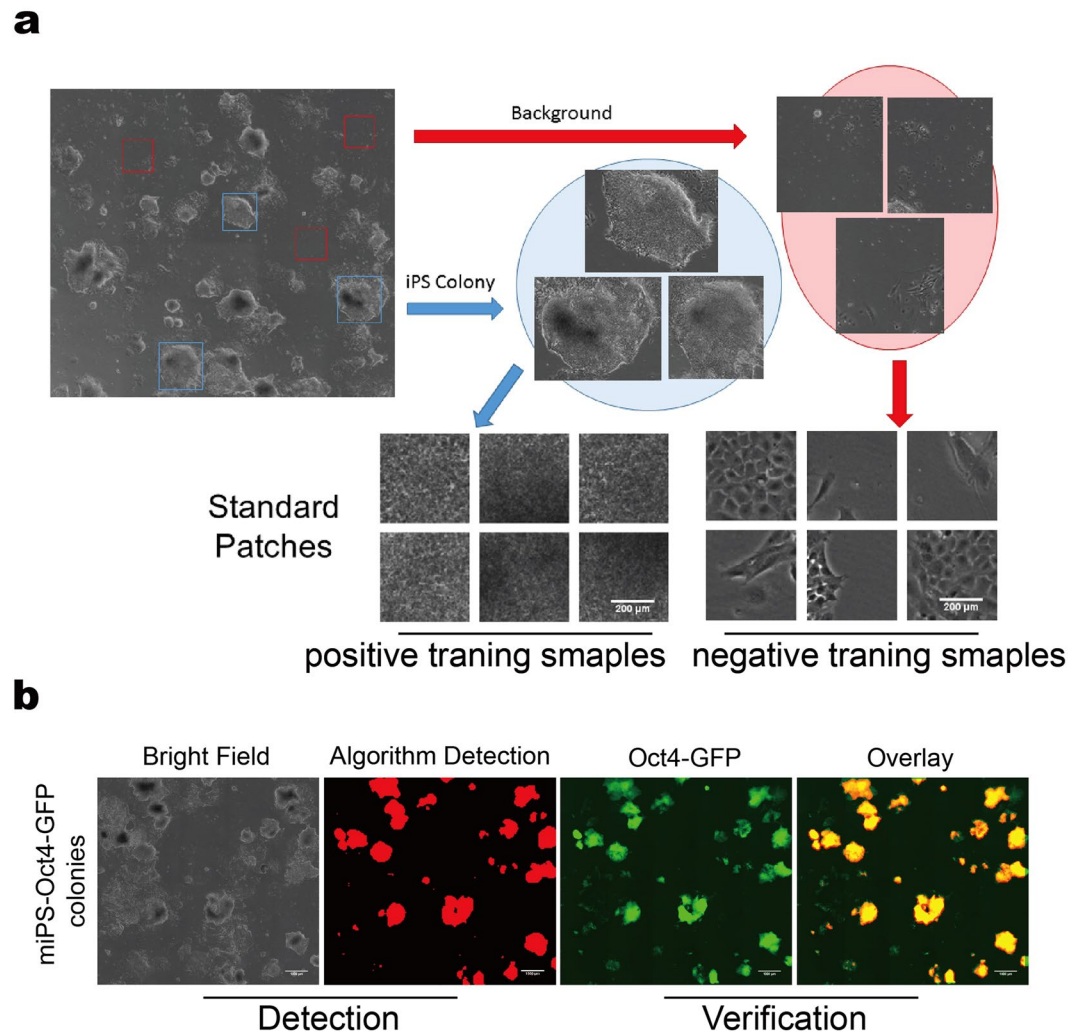 a
Background
iPS Colony
Standard
Patches
200 µm
200 µm
positive traning smaples
negative traning smaples
b
Bright Field
Algorithm Detection
Oct4-GFP
Overlay
miPS-Oct4-GFP
colonies
Detection
Verification